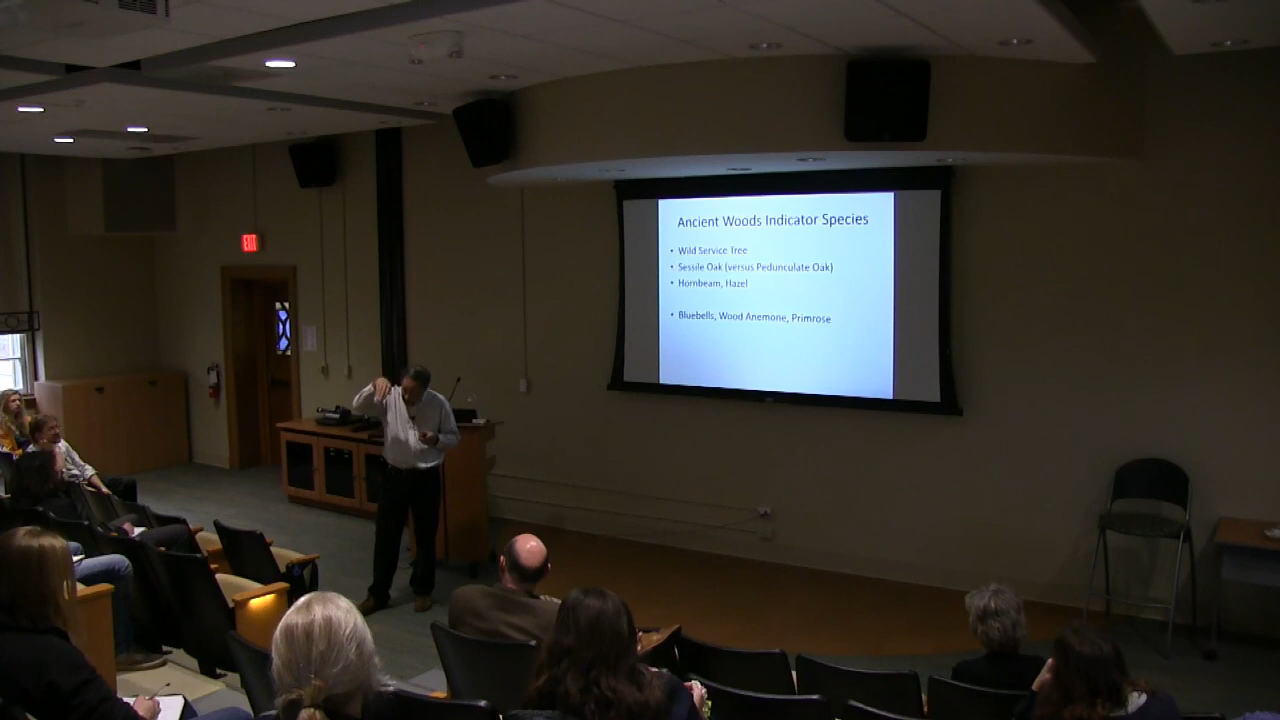 Ancient Woods Indicator Species
• Wild Service Tree
• Sessile Oak (versus Pedunculate Oak)
• Hornbeam, Hazel
• Bluebells, Wood Anemone, Primrose
EXIT